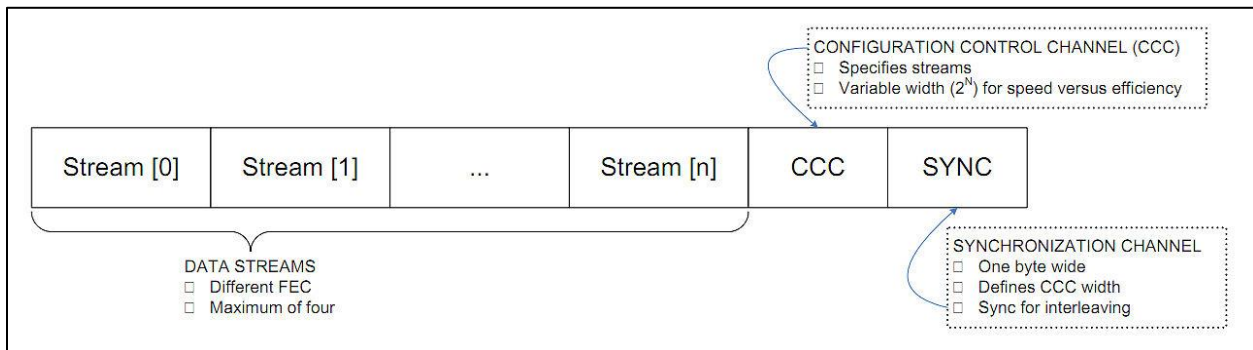 CONFIGURATION CONTROL CHANNEL (CCC)
□ Specifies streams
□ Variable width (2^N) for speed versus efficiency
Stream [0] Stream [1] ... Stream [n] CCC SYNC
DATA STREAMS
□ Different FEC
□ Maximum of four
SYNCHRONIZATION CHANNEL
□ One byte wide
□ Defines CCC width
□ Sync for interleaving